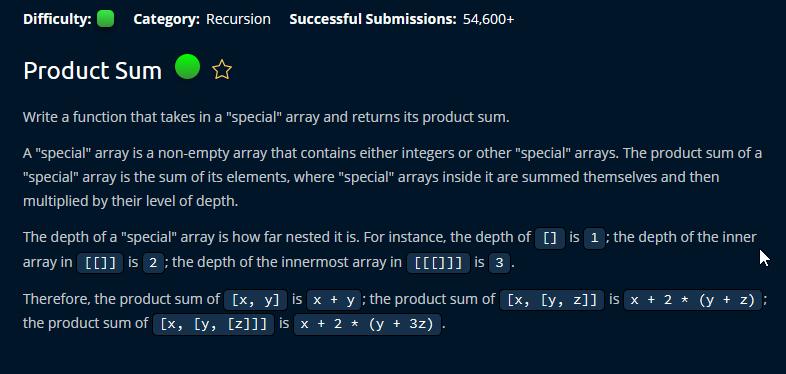 Difficulty: Category: Recursion Successful Submissions: 54,600+
Product Sum
Write a function that takes in a "special" array and returns its product sum.
A "special" array is a non-empty array that contains either integers or other "special" arrays. The product sum of a
"special" array is the sum of its elements, where "special" arrays inside it are summed themselves and then
multiplied by their level of depth.
The depth of a "special" array is how far nested it is. For instance, the depth of [] is 1 ; the depth of the inner
array in [[]] is 2 ; the depth of the innermost array in [[[]]] is 3 .
Therefore, the product sum of [x, y] is x + y ; the product sum of [x, [y, z]] is x + 2 * (y + z) ;
the product sum of [x, [y, [z]]] is x + 2 * (y + 3z) .